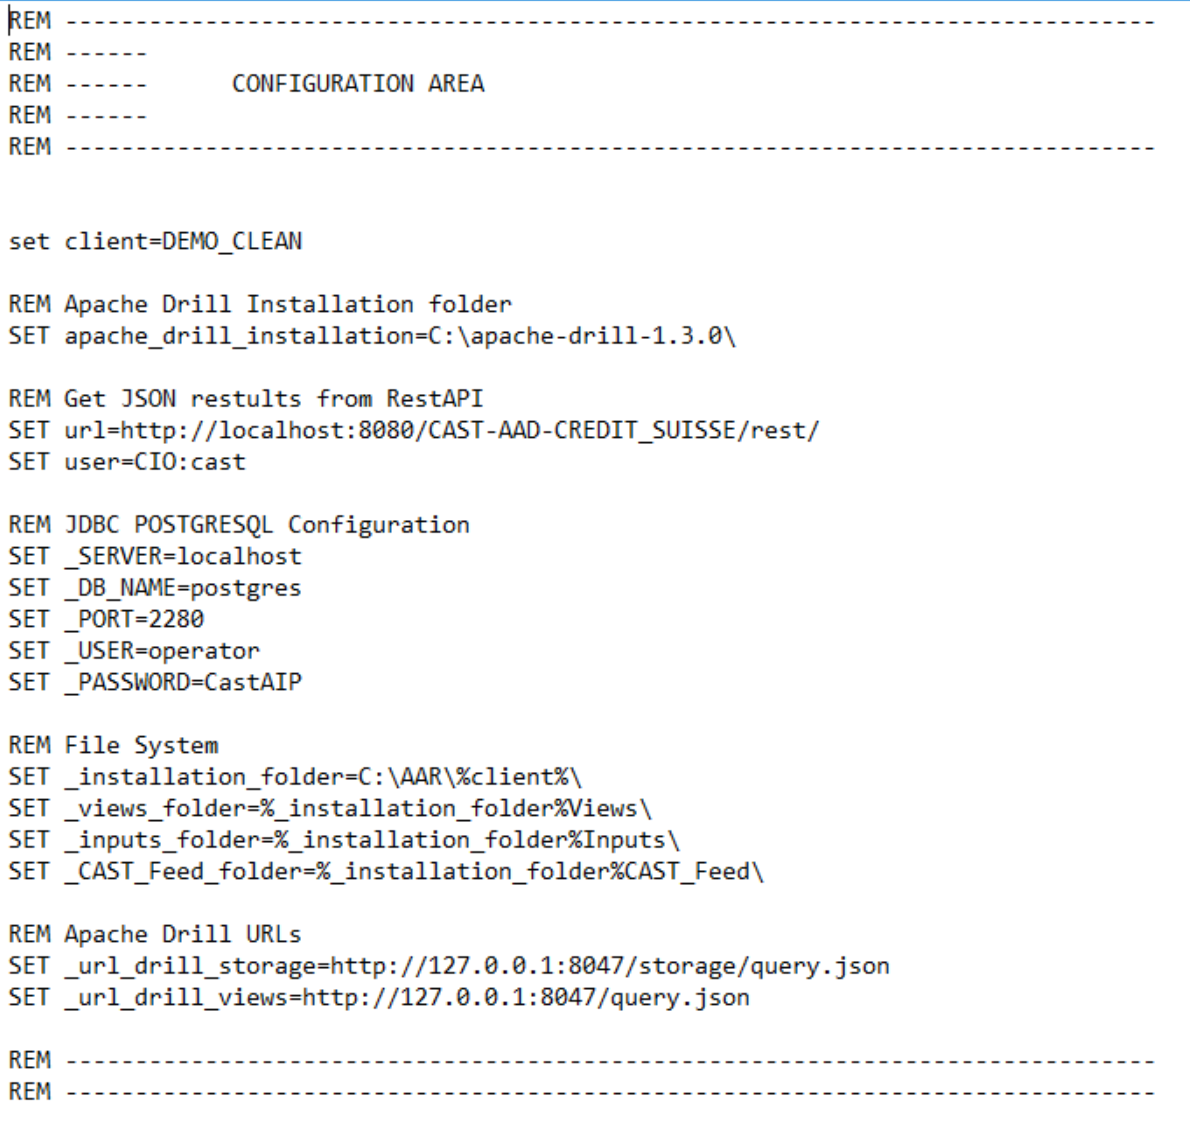 REM ------------------------------------------------------------------------------
REM ------
REM ------      CONFIGURATION AREA
REM ------
REM ------------------------------------------------------------------------------
set client=DEMO_CLEAN
REM Apache Drill Installation folder
SET apache_drill_installation=C:\apache-drill-1.3.0\
REM Get JSON restults from RestAPI
SET url=http://localhost:8080/CAST-AAD-CREDIT_SUISSE/rest/
SET user=CIO:cast
REM JDBC POSTGRESQL Configuration
SET _SERVER=localhost
SET _DB_NAME=postgres
SET _PORT=2280
SET _USER=operator
SET _PASSWORD=CastAIP
REM File System
SET _installation_folder=C:\AAR\%client%\
SET _views_folder=%_installation_folder%Views\
SET _inputs_folder=%_installation_folder%Inputs\
SET _CAST_Feed_folder=%_installation_folder%CAST_Feed\
REM Apache Drill URLs
SET _url_drill_storage=http://127.0.0.1:8047/storage/query.json
SET _url_drill_views=http://127.0.0.1:8047/query.json
REM ------------------------------------------------------------------------------
REM ------------------------------------------------------------------------------